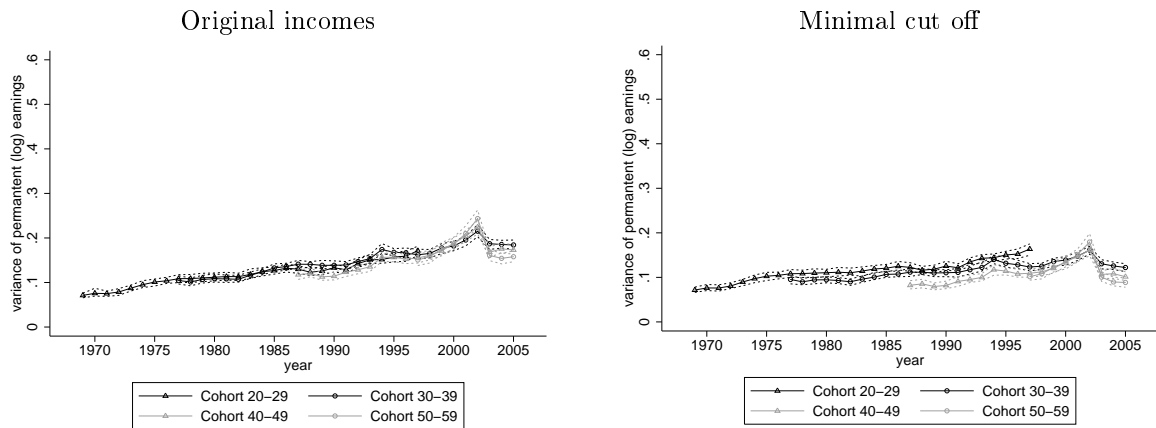 Original incomes
variance of permantent (log) earnings
.6
.5
.4
.3
.2
.1
0
1970 1975 1980 1985 1990 1995 2000 2005
year
Cohort 20–29 Cohort 30–39
Cohort 40–49 Cohort 50–59
Minimal cut off
variance of permantent (log) earnings
.6
.5
.4
.3
.2
.1
0
1970 1975 1980 1985 1990 1995 2000 2005
year
Cohort 20–29 Cohort 30–39
Cohort 40–49 Cohort 50–59